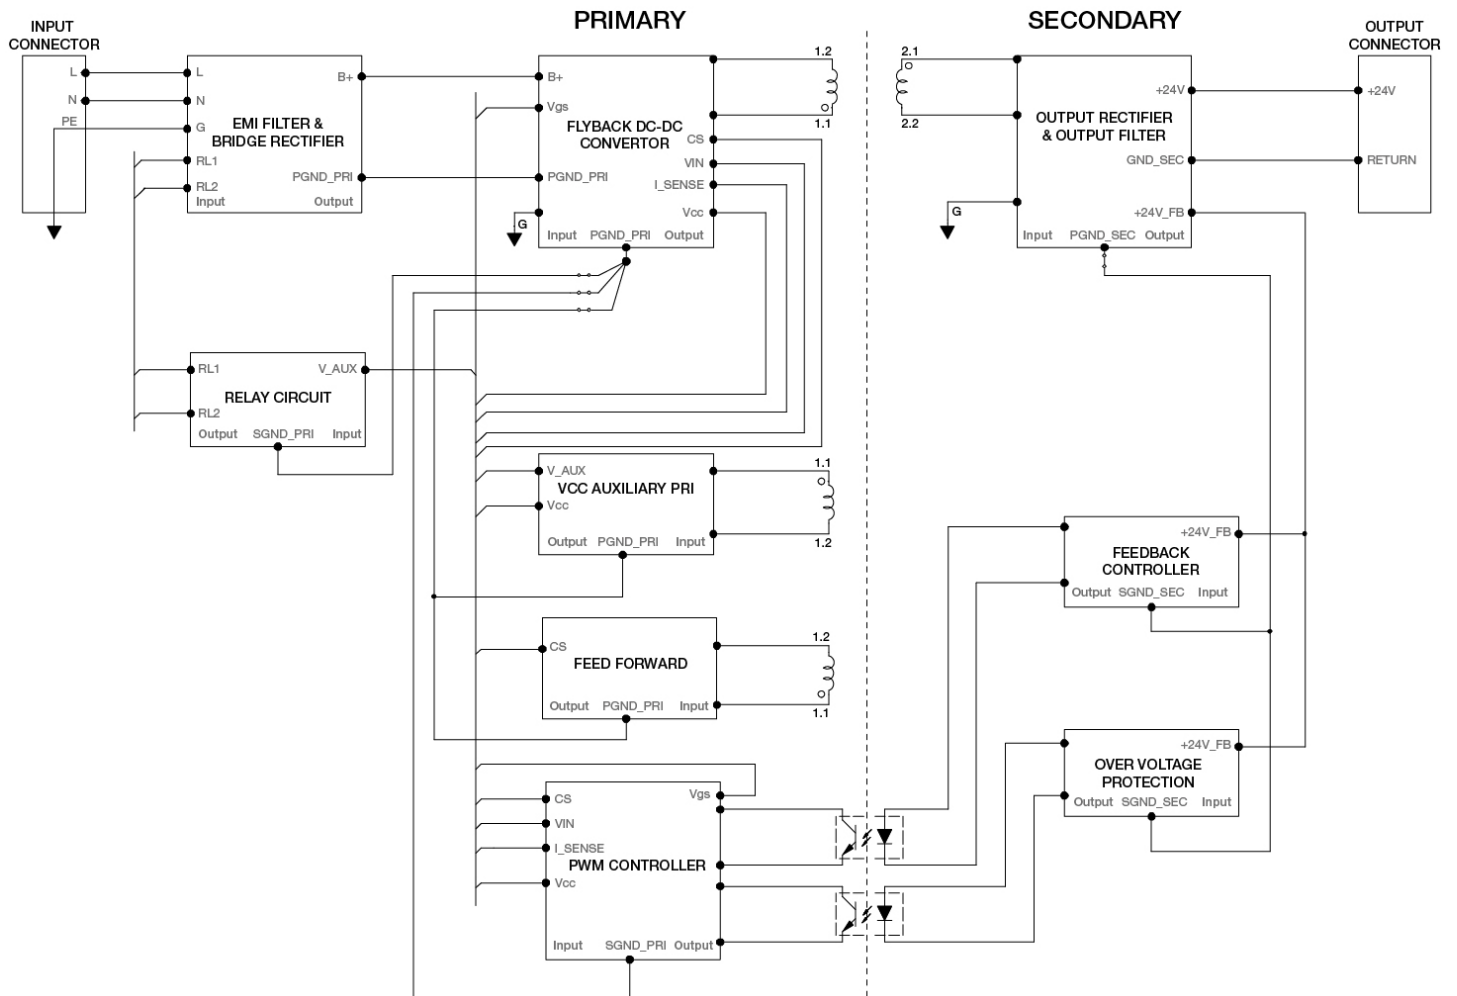 PRIMARY
SECONDARY
INPUT
CONNECTOR
L
N
PE
L
N
G
RL1
RL2
Input
B+
EMI FILTER &
BRIDGE RECTIFIER
PGND_PRI
Output
B+
Vgs
FLYBACK DC-DC
CONVERTOR
PGND_PRI
G
Input
PGND_PRI
Output
CS
VIN
I_SENSE
Vcc
1.2
1.1
2.1
2.2
OUTPUT RECTIFIER
& OUTPUT FILTER
+24V
GND_SEC
+24V_FB
G
Input
PGND_SEC
Output
OUTPUT
CONNECTOR
+24V
RETURN
RL1
V_AUX
RELAY CIRCUIT
RL2
Output
SGND_PRI
Input
V_AUX
VCC AUXILIARY PRI
Vcc
Output
PGND_PRI
Input
1.1
1.2
CS
FEED FORWARD
Output
PGND_PRI
Input
1.2
1.1
+24V_FB
FEEDBACK
CONTROLLER
Output
SGND_SEC
Input
+24V_FB
OVER VOLTAGE
PROTECTION
Output
SGND_SEC
Input
Vgs
CS
VIN
I_SENSE
PWM CONTROLLER
Vcc
Input
SGND_PRI
Output